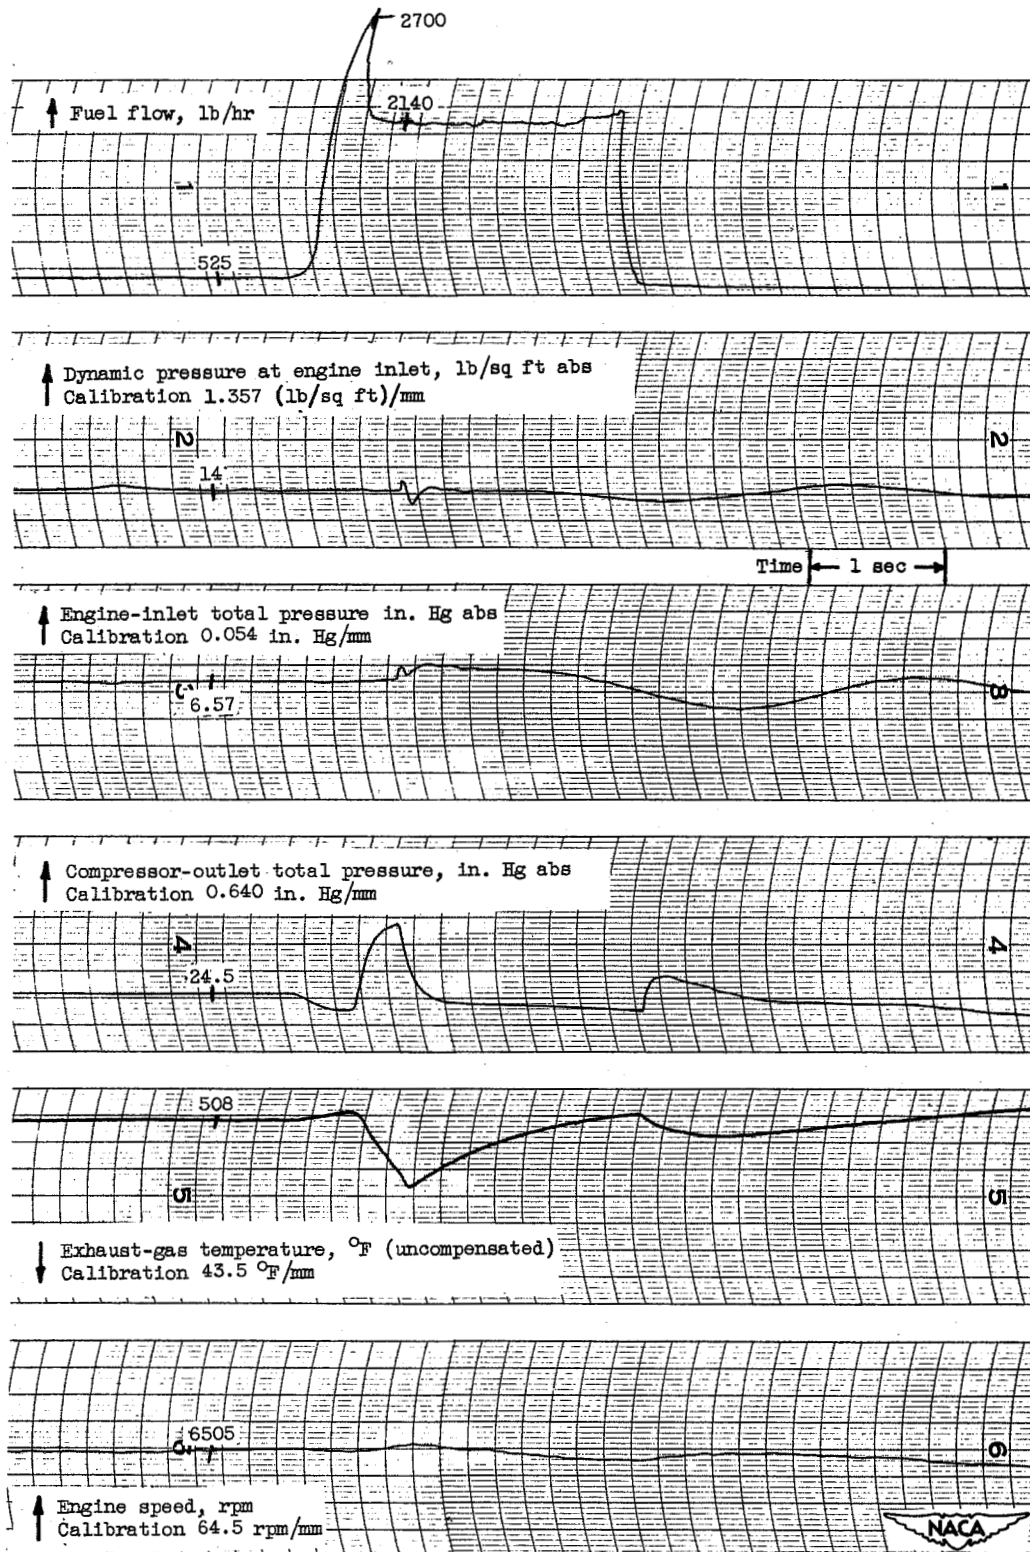 2700
Fuel flow, lb/hr
2140
1
1
525
Dynamic pressure at engine inlet, lb/sq ft abs
Calibration 1.357 (lb/sq ft)/mm
2
2
14
Time 1 sec
Engine-inlet total pressure in. Hg abs
Calibration 0.054 in. Hg/mm
3
6.57
Compressor-outlet total pressure, in. Hg abs
Calibration 0.640 in. Hg/mm
4
4
24.5
508
5
5
Exhaust-gas temperature, °F (uncompensated)
Calibration 43.5 °F/mm
6505
6
Engine speed, rpm
Calibration 64.5 rpm/mm
NACA